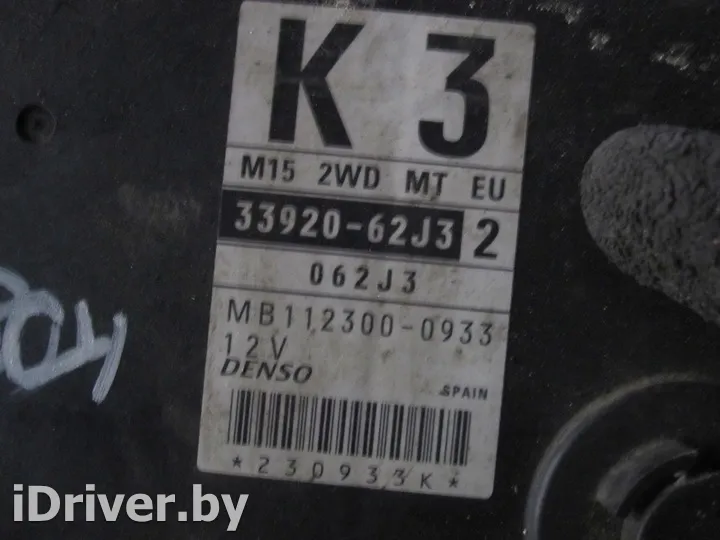 K 3
M15 2WD MT EU
33920-62J3 2
062J3
MB112300-0933
12V
DENSO
SPAIN
*230933K*
iDriver.by